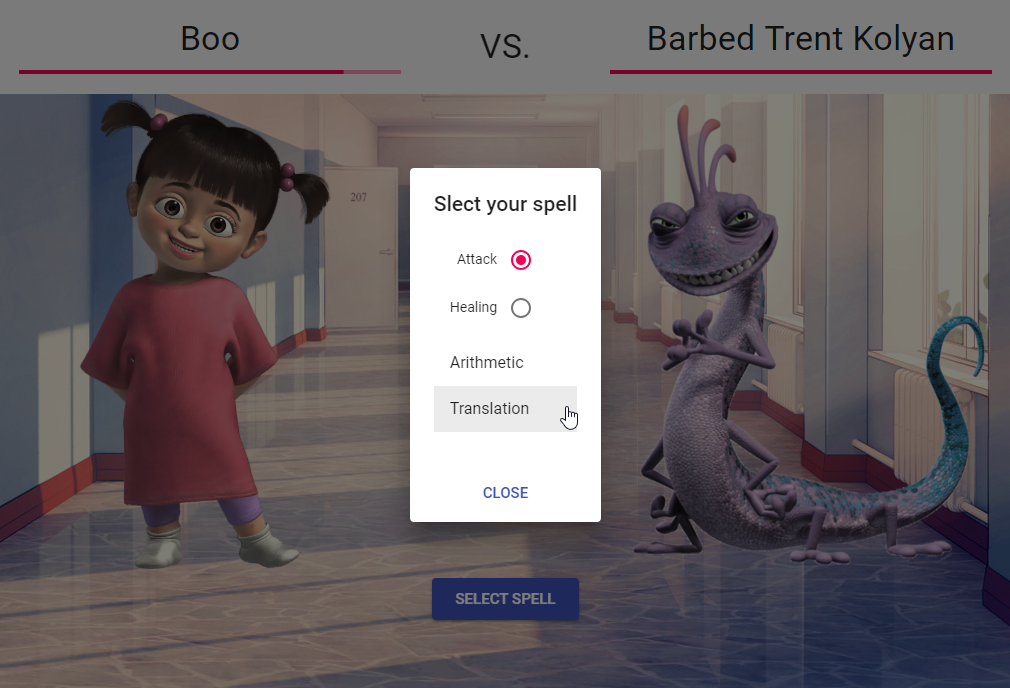 Boo
VS.
Barbed Trent Kolyan
207
Slect your spell
Attack
Healing
Arithmetic
Translation
CLOSE
SELECT SPELL